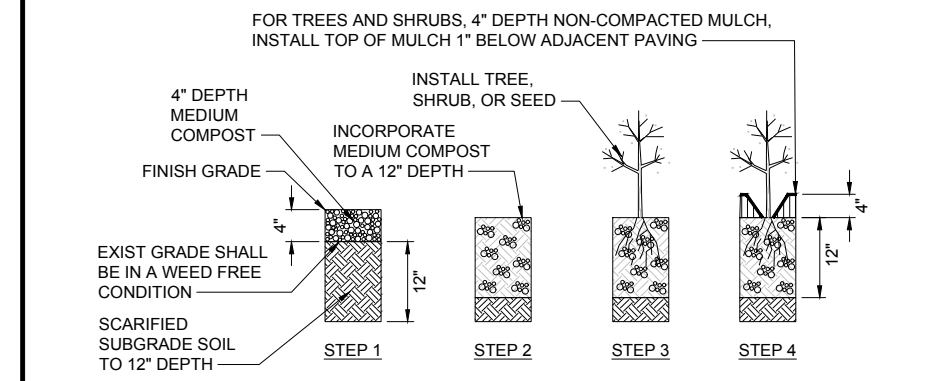 FOR TREES AND SHRUBS, 4" DEPTH NON-COMPACTED MULCH,
INSTALL TOP OF MULCH 1" BELOW ADJACENT PAVING
INSTALL TREE,
SHRUB, OR SEED
4" DEPTH
MEDIUM
COMPOST
INCORPORATE
MEDIUM COMPOST
TO A 12" DEPTH
FINISH GRADE
4"
EXIST GRADE SHALL
BE IN A WEED FREE
CONDITION
12"
SCARIFIED
SUBGRADE SOIL
TO 12" DEPTH
4"
12"
STEP 1
STEP 2
STEP 3
STEP 4